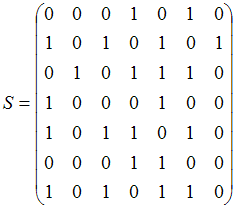 0 0 0 1 0 1 0
1 0 1 0 1 0 1
0 1 0 1 1 1 0
S = 1 0 0 0 1 0 0
1 0 1 1 0 1 0
0 0 0 1 1 0 0
1 0 1 0 1 1 0